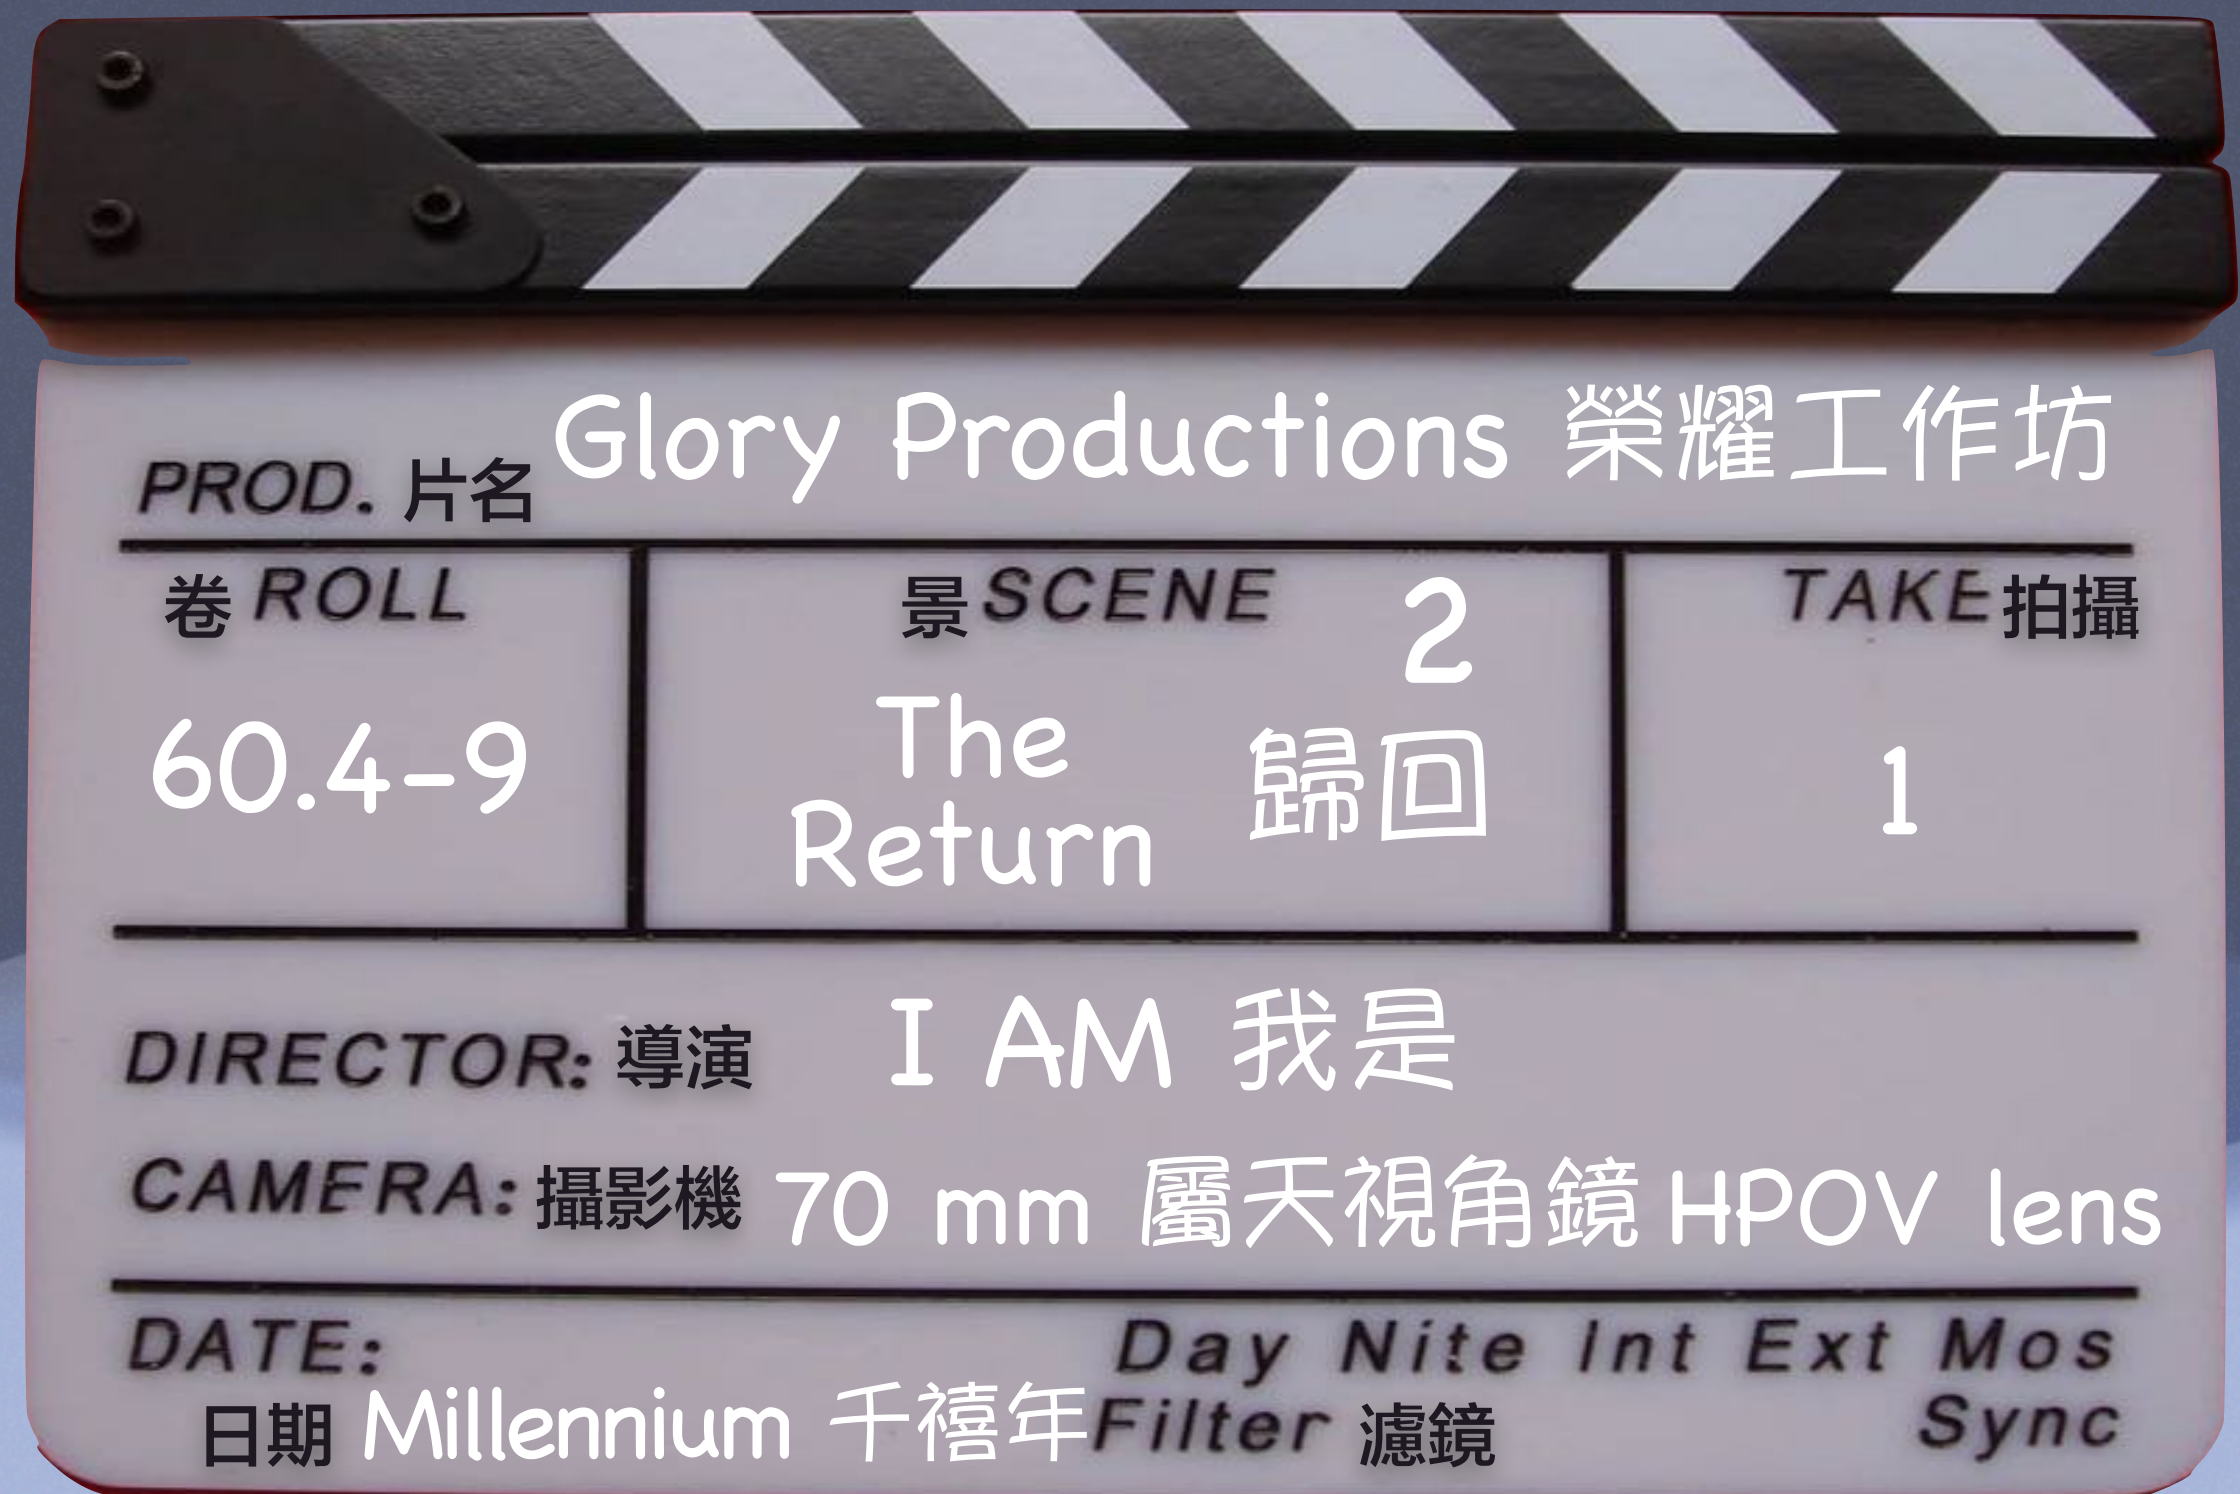 Glory Productions 榮耀工作坊
PROD. 片名
卷 ROLL
60.4-9
景 SCENE 2
The
Return
歸回
TAKE 拍攝
1
DIRECTOR: 導演 I AM 我是
CAMERA: 攝影機 70 mm 屬天視角鏡 HPOV lens
DATE:
日期 Millennium 千禧年
Day Nite Int Ext Mos
Filter 濾鏡 Sync